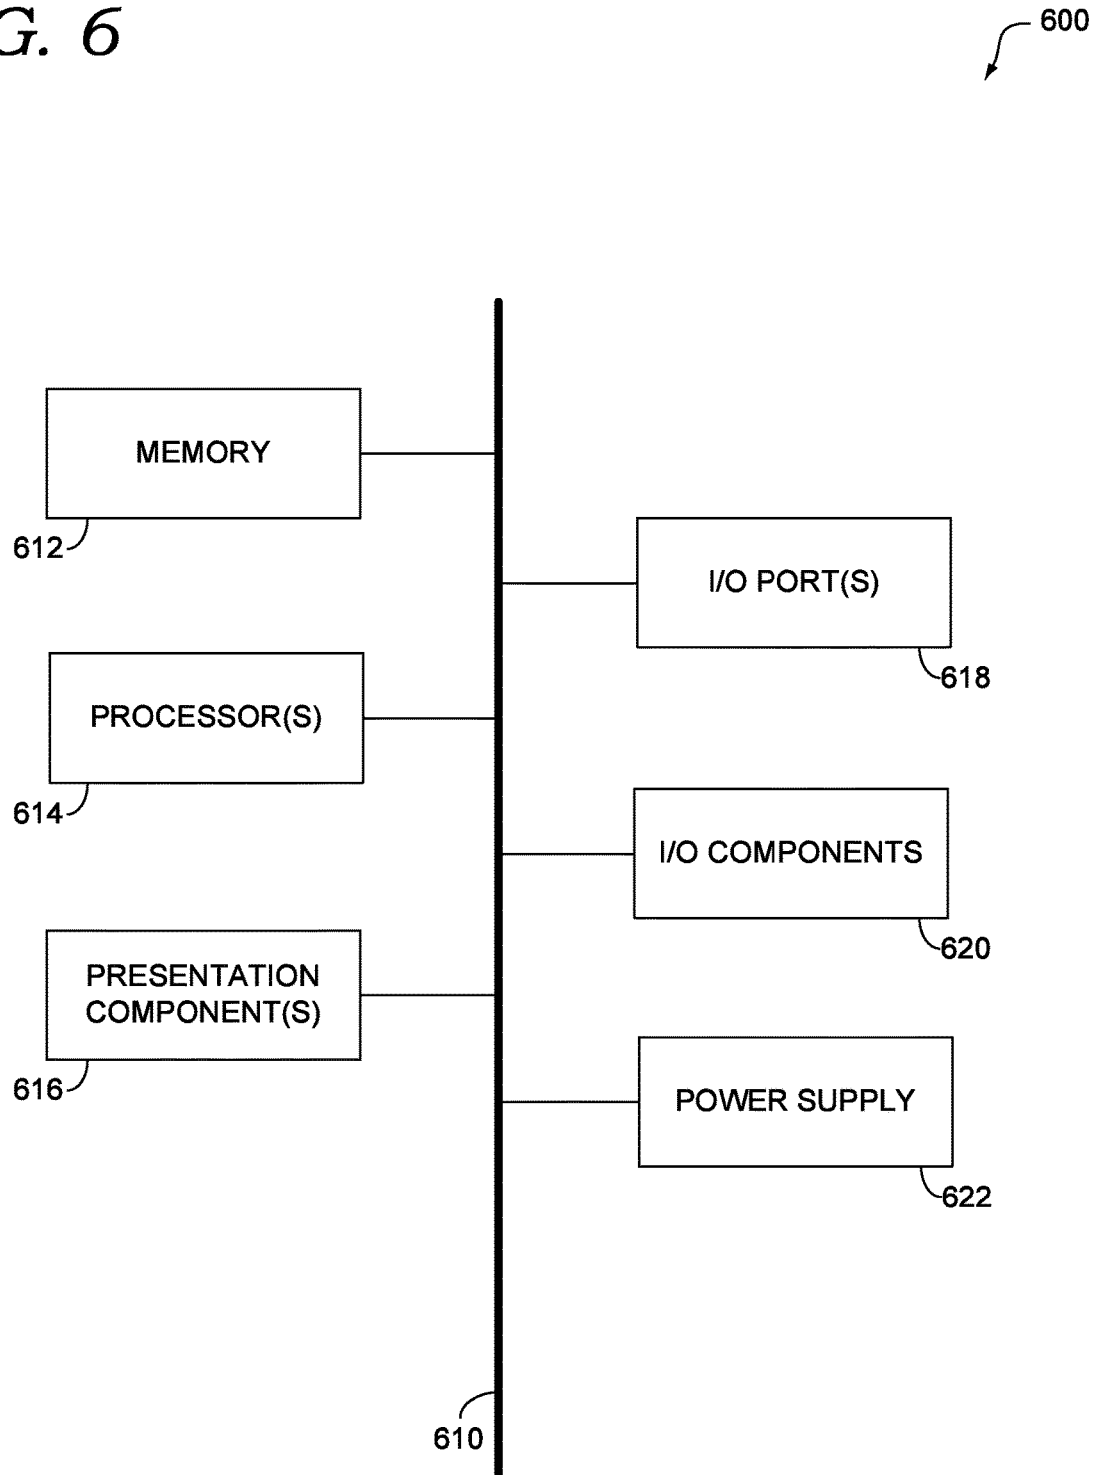 G. 6
600
MEMORY
612
I/O PORT(S)
618
PROCESSOR(S)
614
I/O COMPONENTS
620
PRESENTATION
COMPONENT(S)
616
POWER SUPPLY
622
610